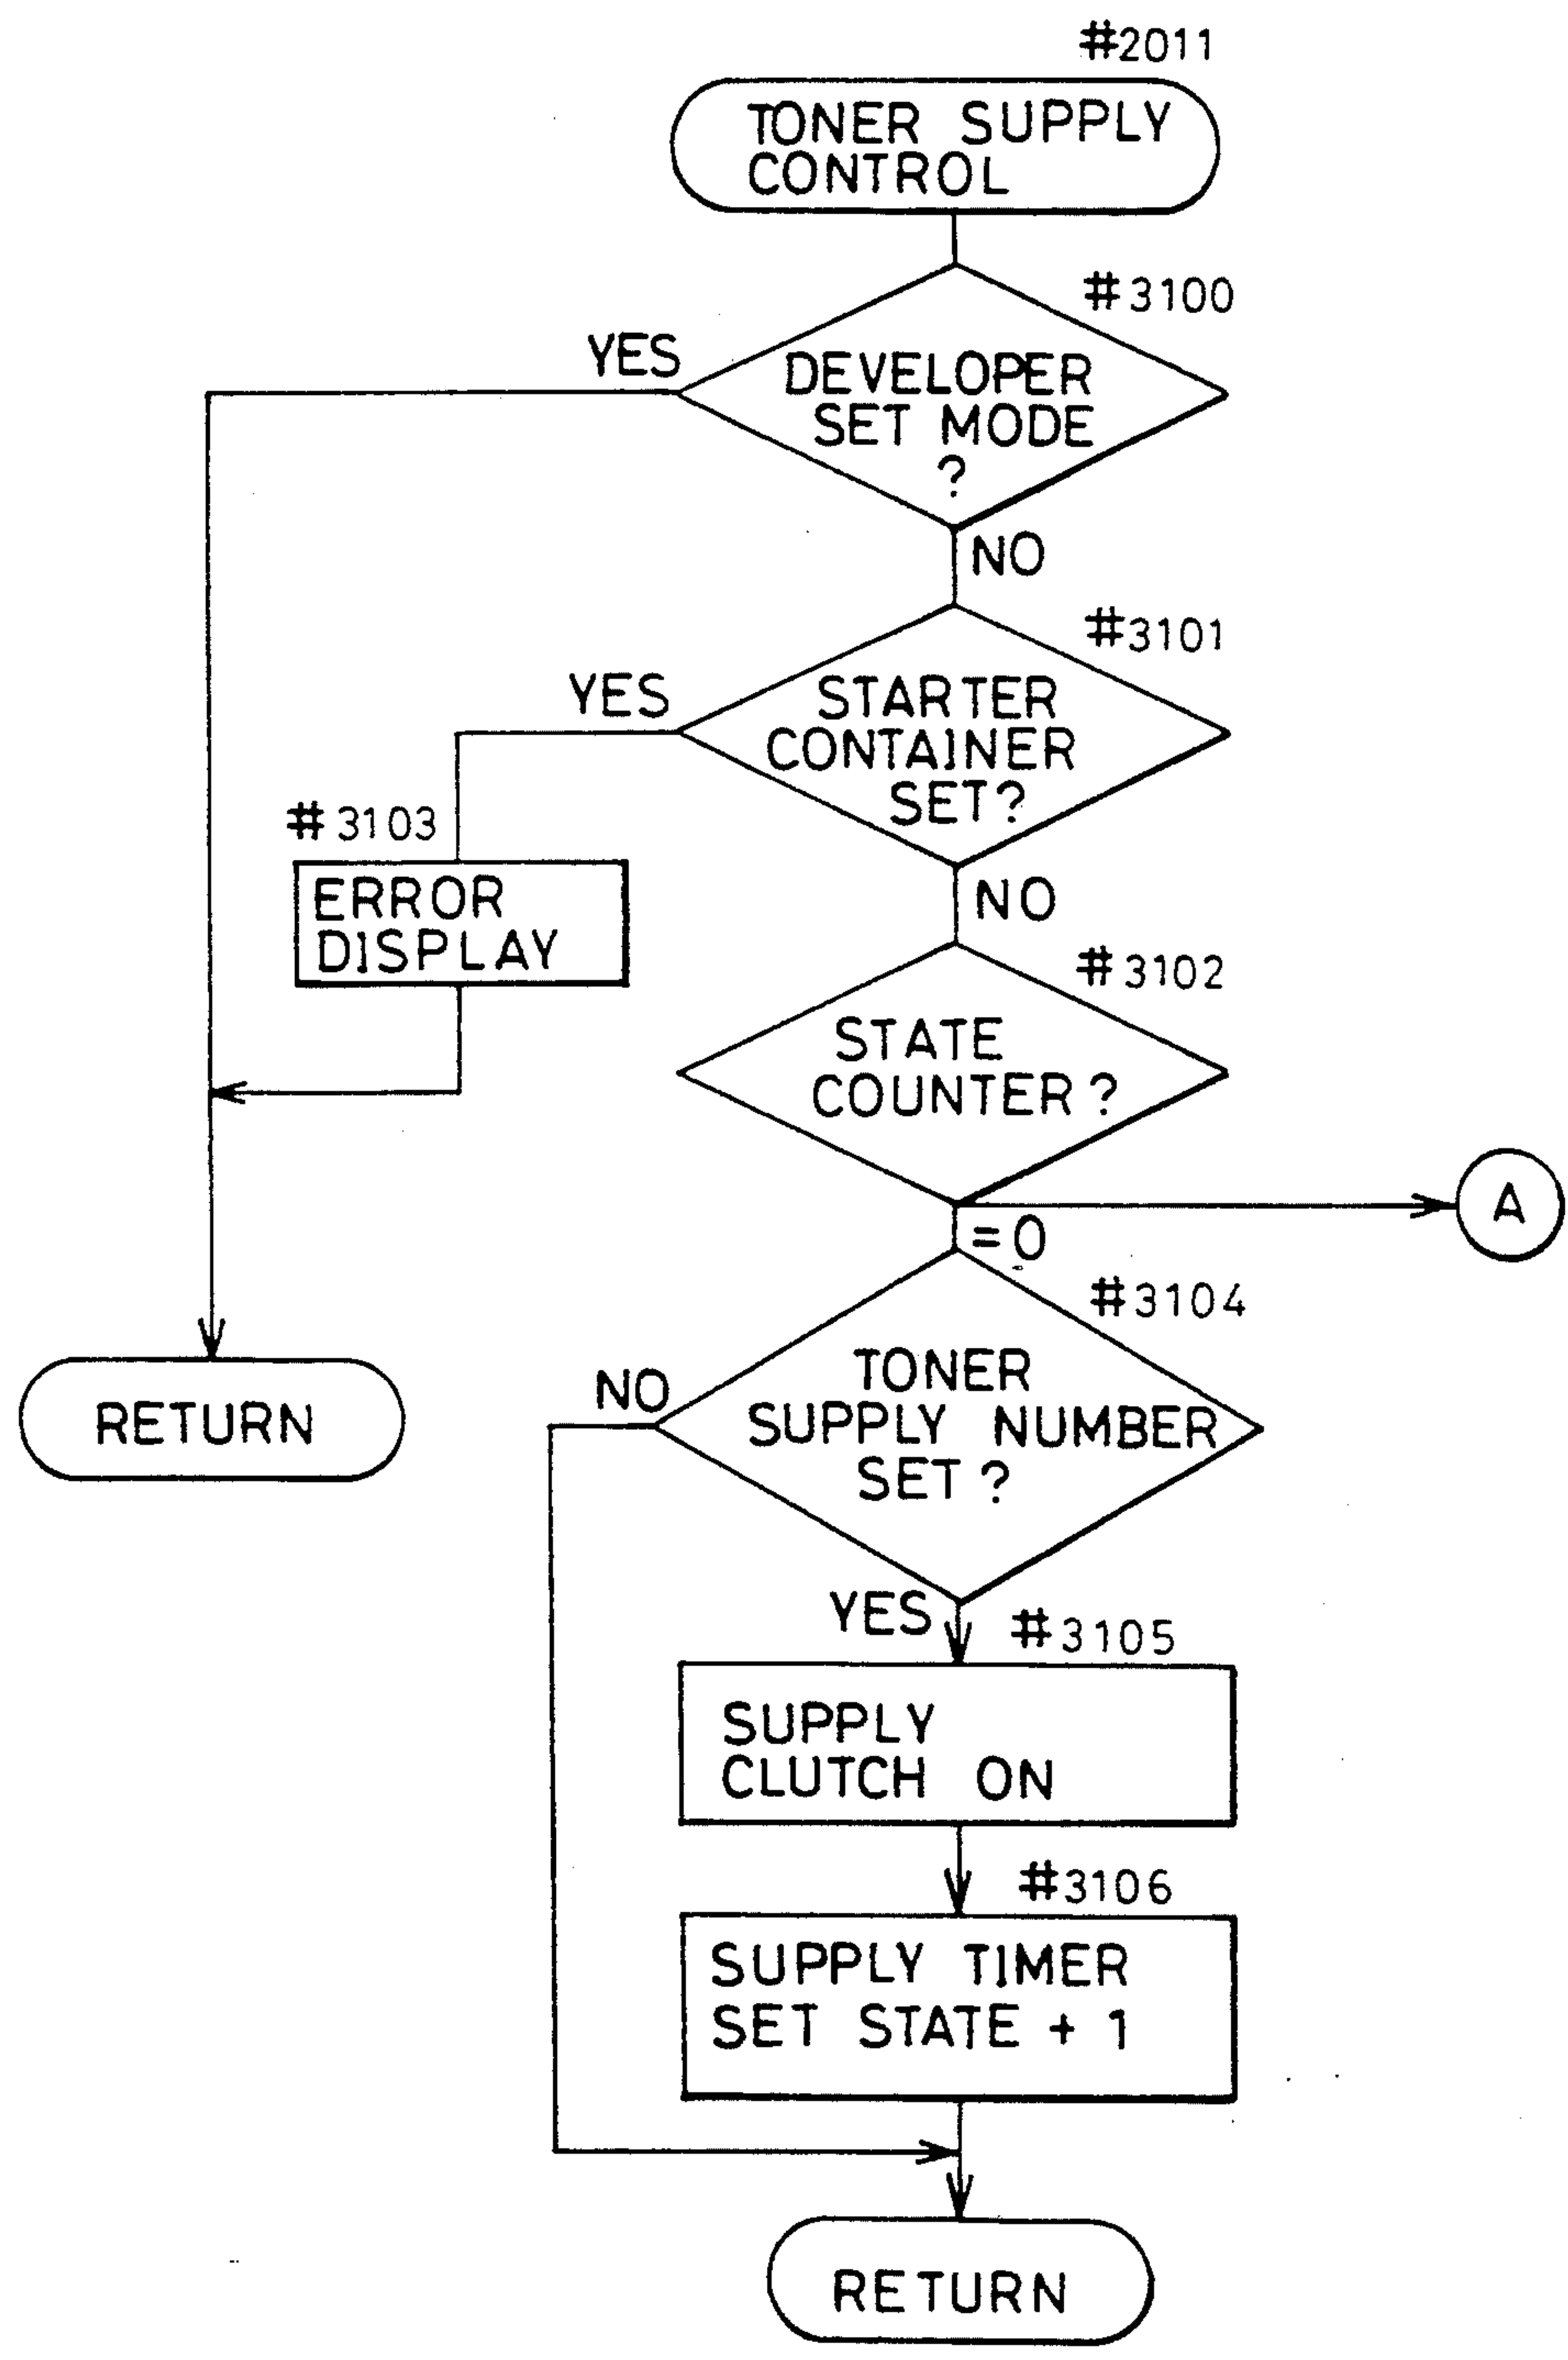 #2011
TONER SUPPLY
CONTROL
#3100
YES
DEVELOPER
SET MODE
?
NO
#3101
YES
STARTER
CONTAINER
SET?
#3103
ERROR
DISPLAY
NO
#3102
STATE
COUNTER?
A
=0
#3104
NO
TONER
SUPPLY NUMBER
SET?
RETURN
YES
#3105
SUPPLY
CLUTCH ON
#3106
SUPPLY TIMER
SET STATE + 1
RETURN